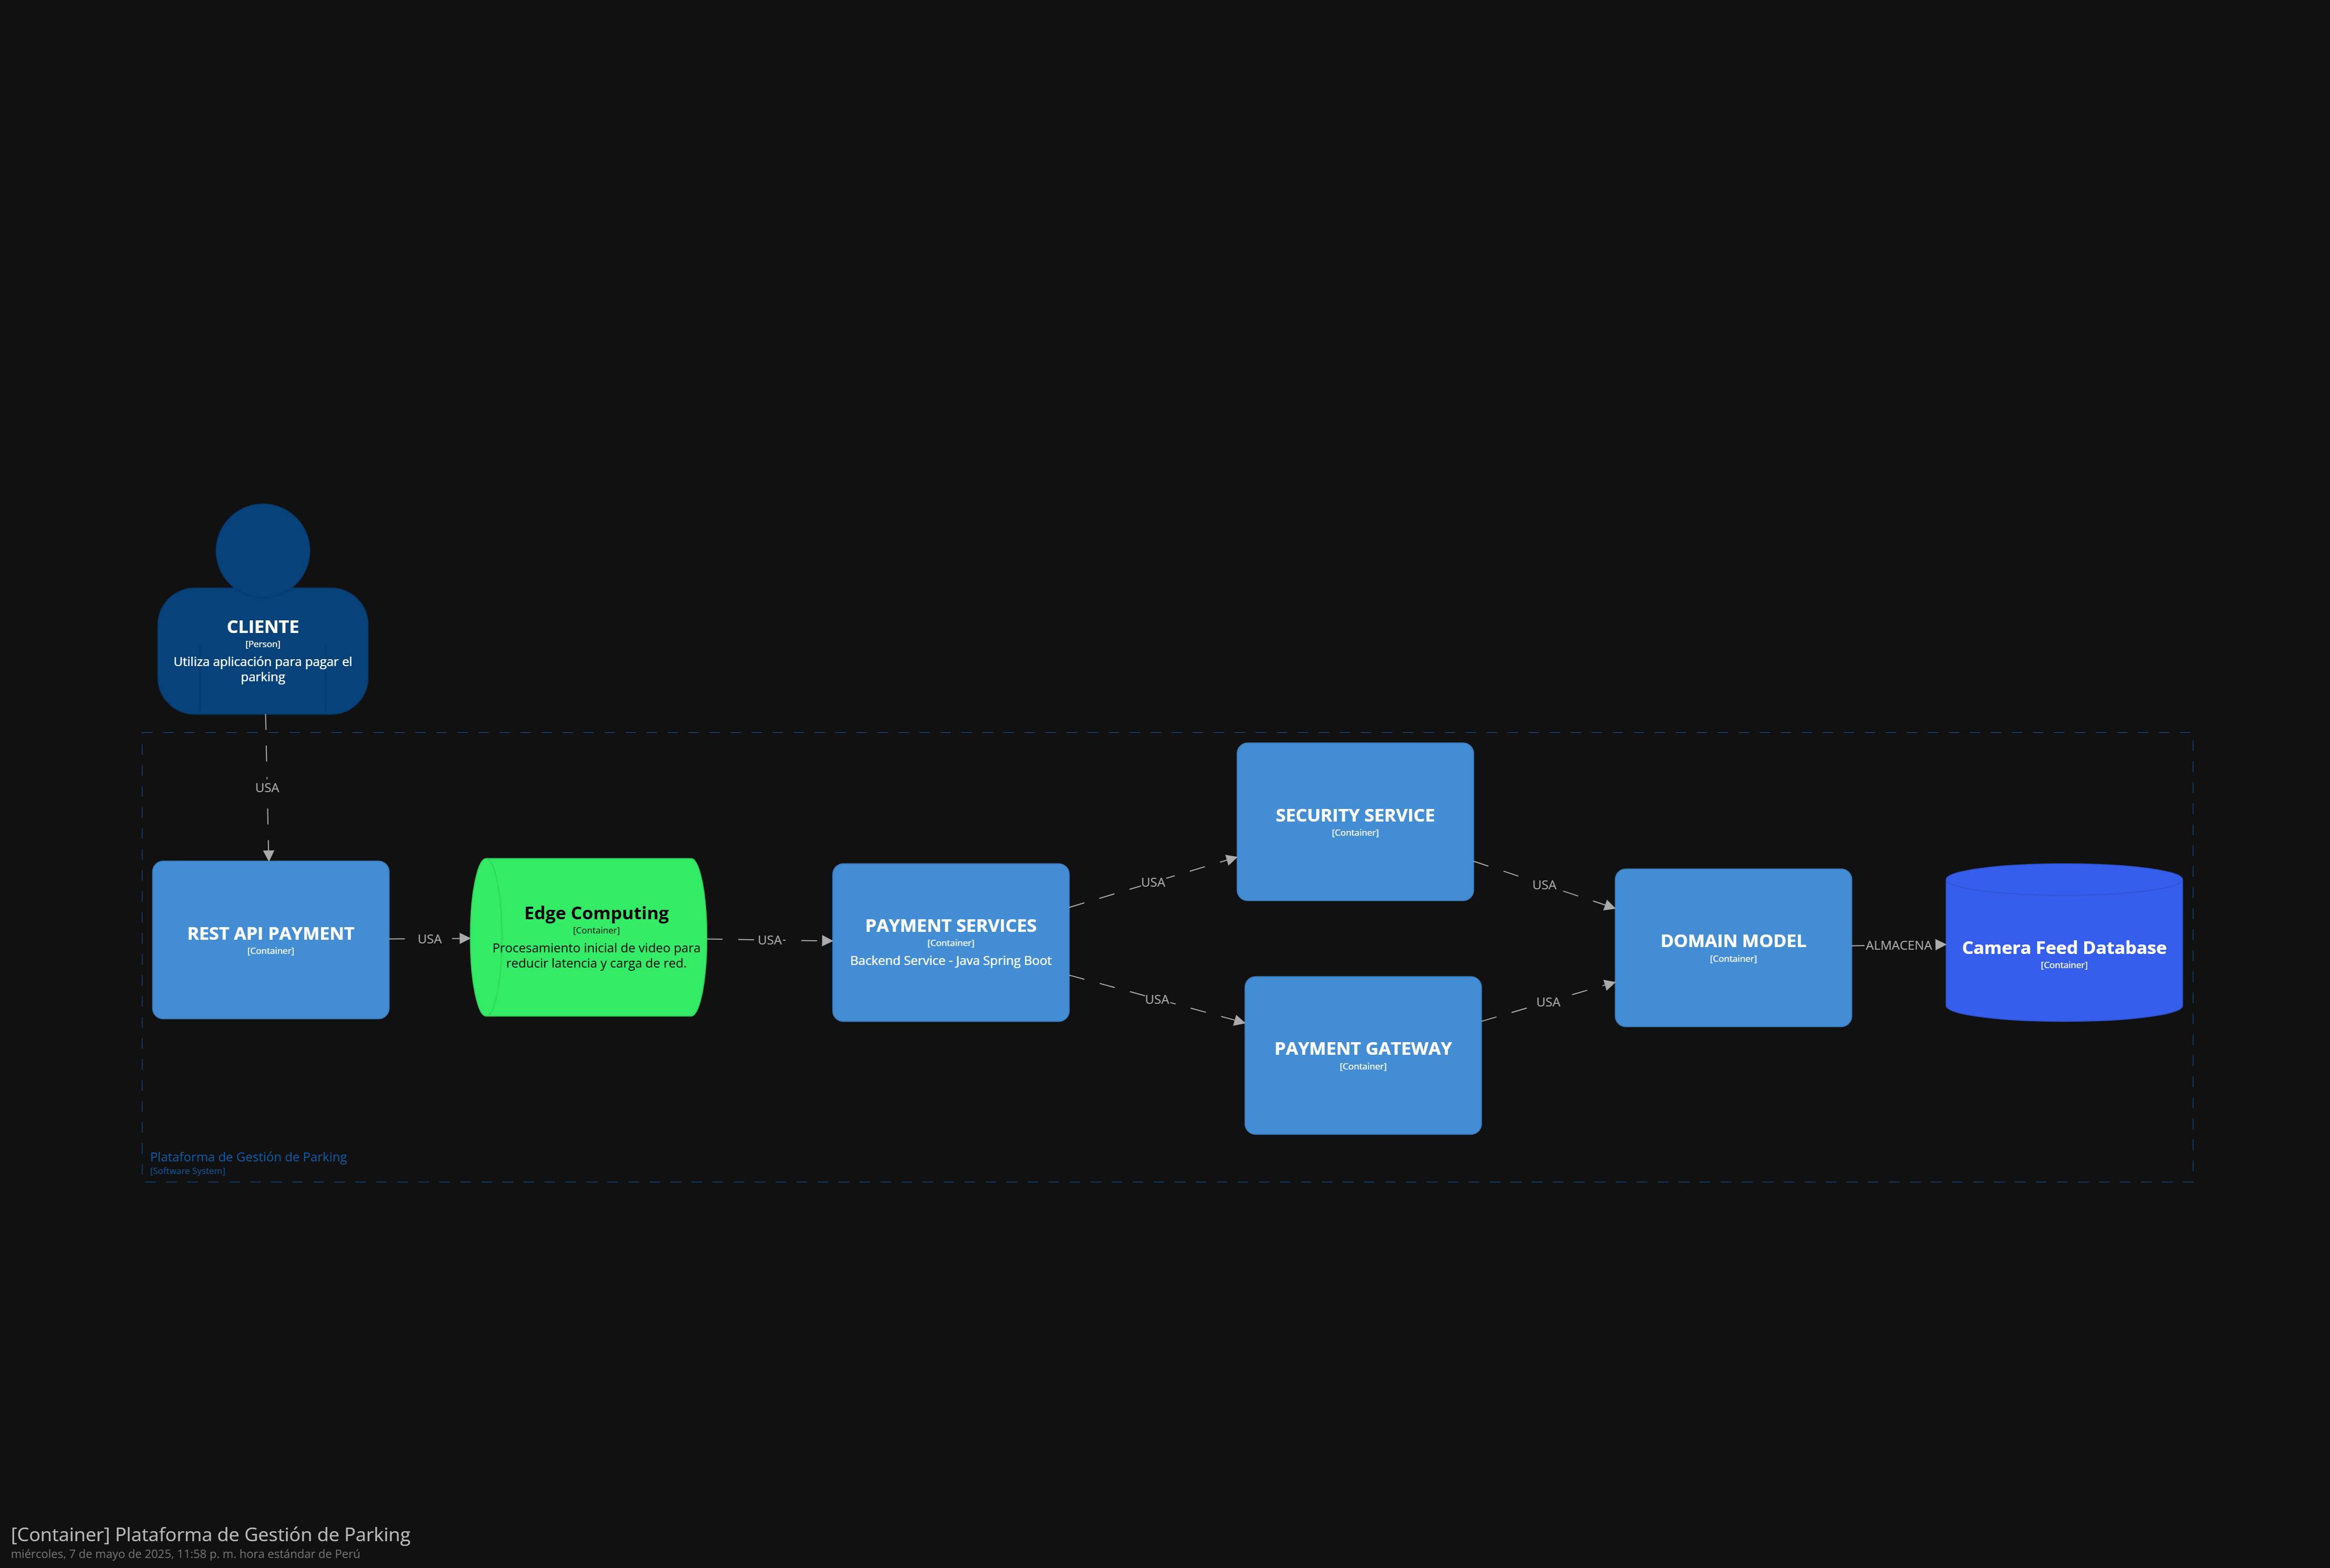 CLIENTE
[Person]
Utiliza aplicación para pagar el
parking
USA
REST API PAYMENT
[Container]
USA
Edge Computing
[Container]
Procesamiento inicial de video para
reducir latencia y carga de red.
USA
PAYMENT SERVICES
[Container]
Backend Service - Java Spring Boot
USA
USA
SECURITY SERVICE
[Container]
PAYMENT GATEWAY
[Container]
USA
USA
DOMAIN MODEL
[Container]
ALMACENA
Camera Feed Database
[Container]
Plataforma de Gestión de Parking
[Software System]
[Container] Plataforma de Gestión de Parking
miércoles, 7 de mayo de 2025, 11:58 p. m. hora estándar de Perú